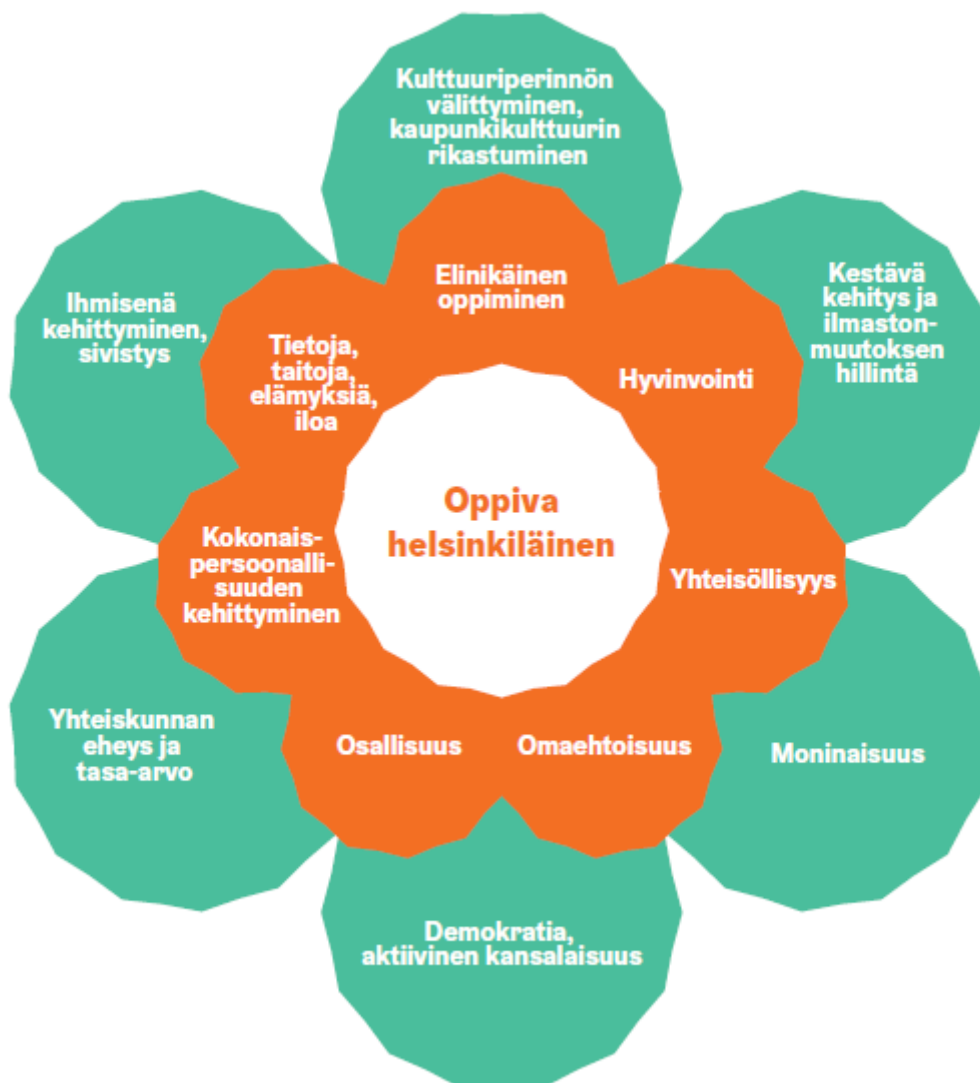 Kulttuuriperinnön
välittyminen,
kaupunkikulttuurin
rikastuminen
Ihmisenä
kehittyminen,
sivistys
Kestävä
kehitys ja
ilmaston-
muutoksen
hillintä
Elinikäinen
oppiminen
Tietoja,
taitoja,
elämyksiä,
iloa
Hyvinvointi
Oppiva
helsinkiläinen
Kokonais-
persoonalli-
suuden
kehittyminen
Yhteisöllisyys
Osallisuus
Omaehtoisuus
Yhteiskunnan
eheys ja
tasa-arvo
Moninaisuus
Demokratia,
aktiivinen kansalaisuus